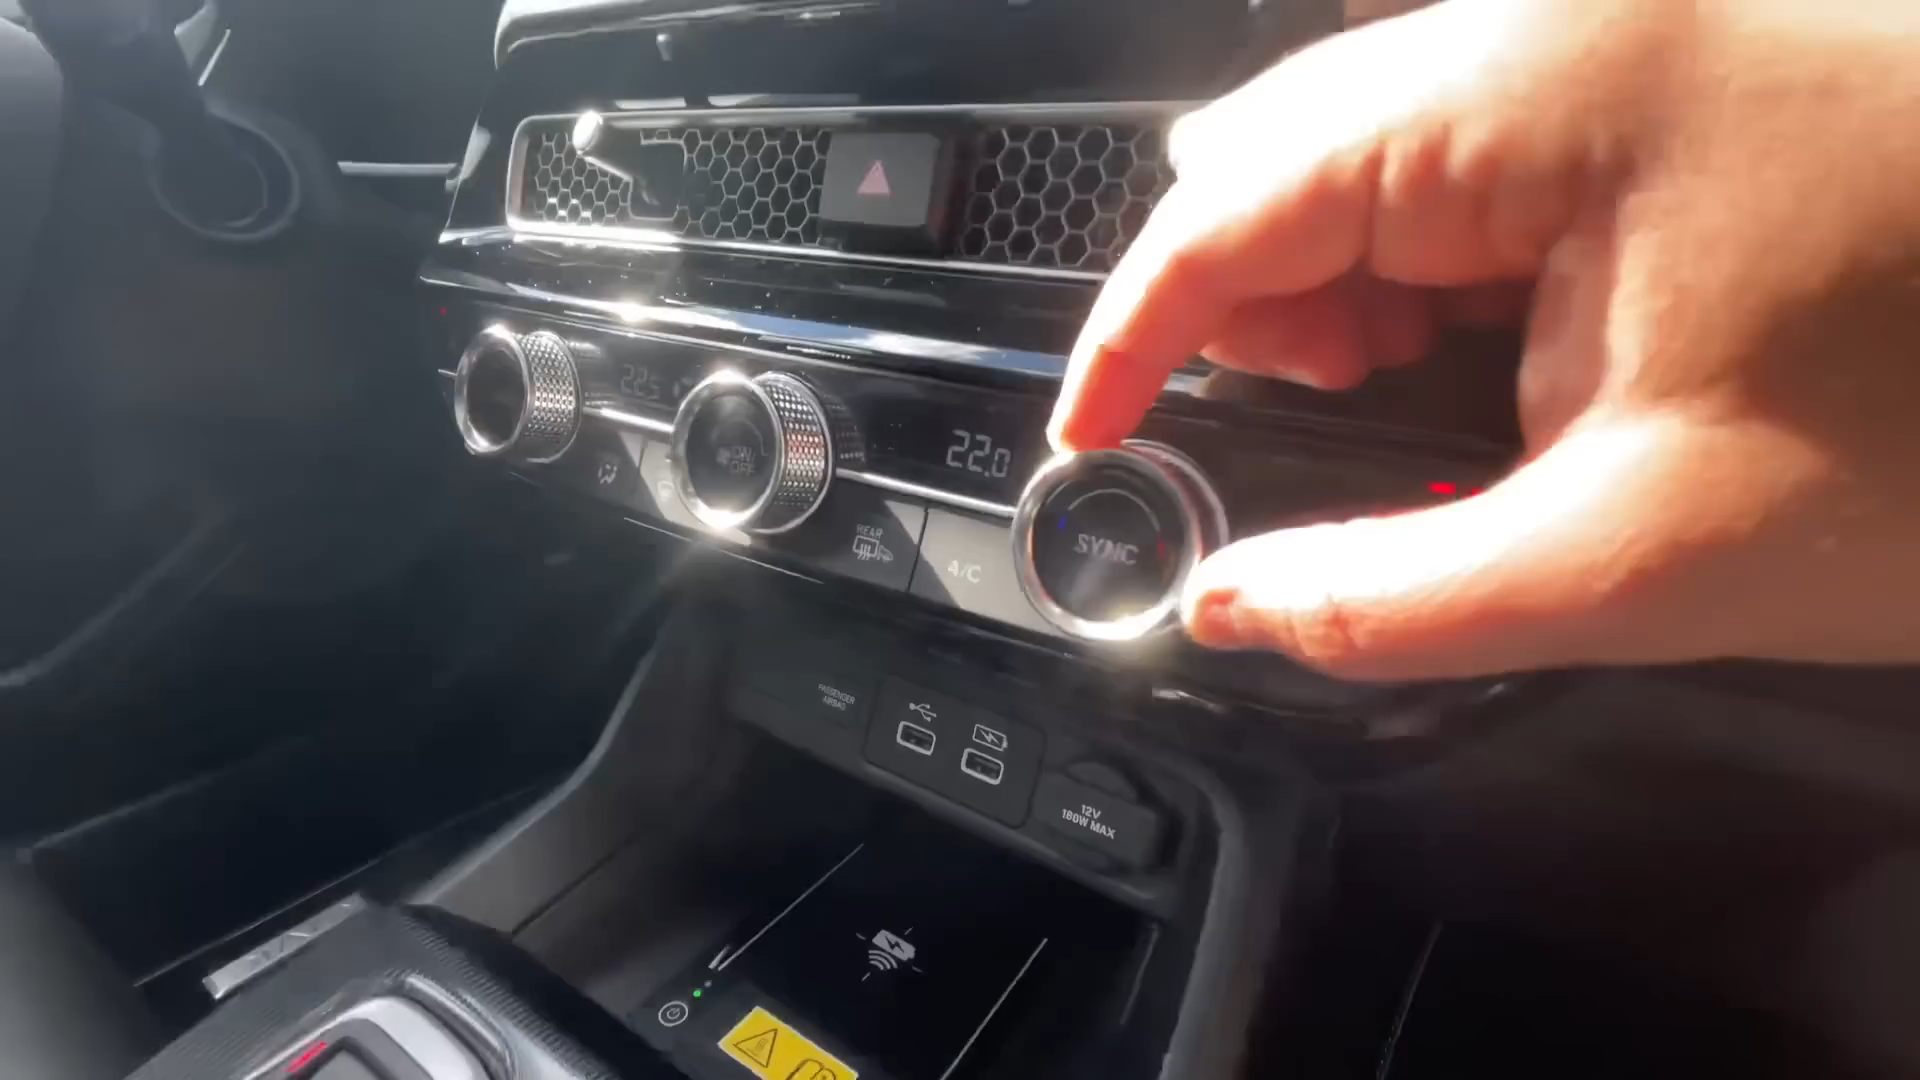 22.5
ON/
OFF
22.0
REAR
A/C
SYNC
PASSENGER
AIRBAG
12V
180W MAX